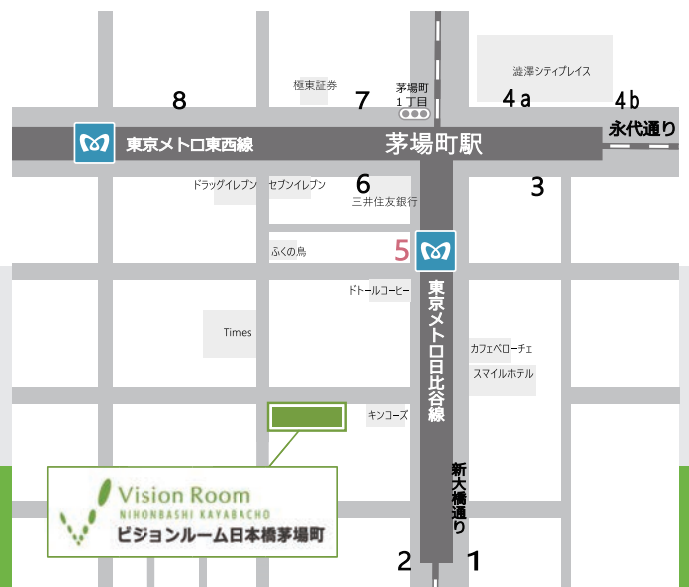 極東証券
茅場町
1丁目
澁澤シティプレイス
8
7
4a
4b
永代通り
東京メトロ東西線
茅場町駅
ドラッグイレブン
セブンイレブン
6
三井住友銀行
3
ふくの鳥
5
ドトールコーヒー
東京メトロ日比谷線
Times
カフェベローチェ
スマイルホテル
キンコーズ
新大橋通り
Vision Room
NIHONBASHI KAYABACHO
ビジョンルーム日本橋茅場町
2
1